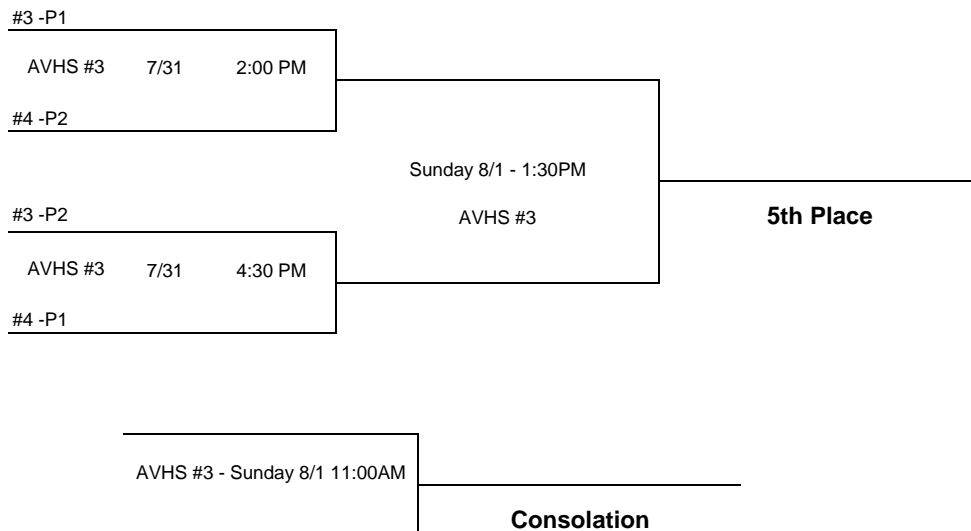 #3 -P1
AVHS #3 7/31 2:00 PM
#4 -P2
Sunday 8/1 - 1:30PM
AVHS #3
5th Place
#3 -P2
AVHS #3 7/31 4:30 PM
#4 -P1
AVHS #3 - Sunday 8/1 11:00AM
Consolation